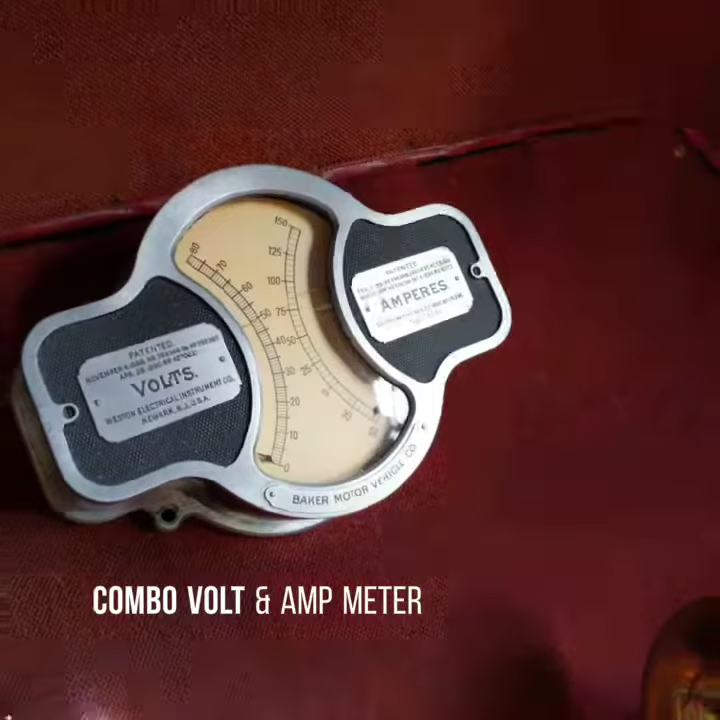 150
125
100
75
50
25
80
70
60
50
40
30
20
10
0
PATENTED.
VOLTS.
WESTON ELECTRICAL INSTRUMENT CO.
NEWARK, N.J., U.S.A.
PATENTED
AMPERES.
BAKER MOTOR VEHICLE CO
COMBO VOLT & AMP METER